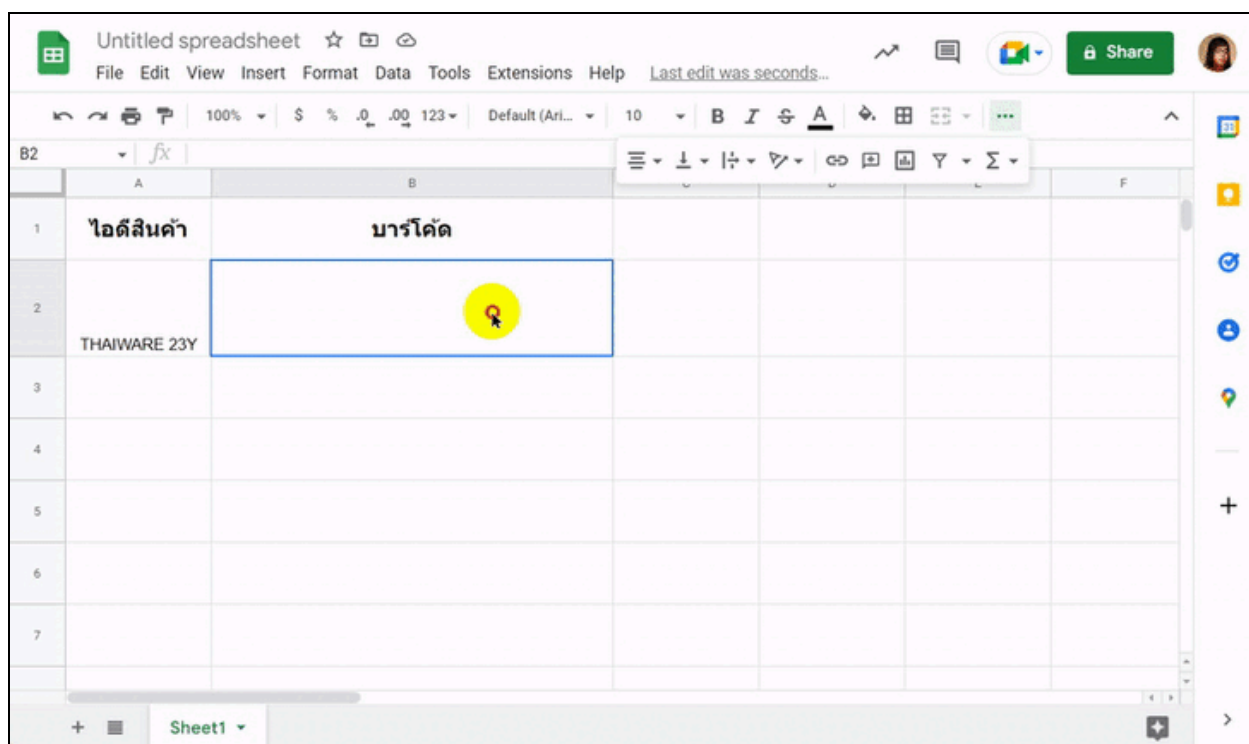 Untitled spreadsheet
Share
File Edit View Insert Format Data Tools Extensions Help Last edit was seconds...
100% $ % .0 .00 123 Default (Ari... 10 B I S A
31
B2 fx
A B F
1 ไอดีสินค้า บาร์โค้ด
2 THAIWARE 23Y
3
4
5
6
7
Sheet1